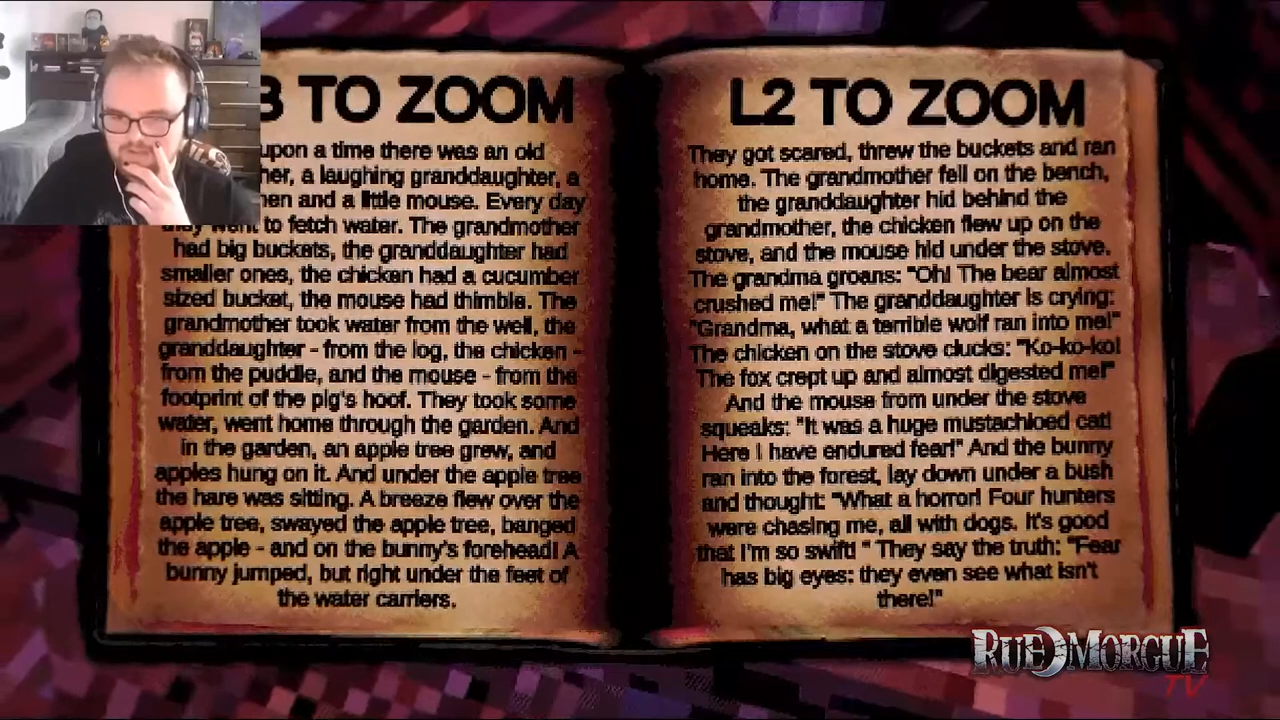 TO ZOOM
upon a time there was an old
a laughing granddaughter, a
and a little mouse. Every day
they went to fetch water. The grandmother
had big buckets, the granddaughter had
smaller ones, the chicken had a cucumber
sized bucket, the mouse had thimble. The
grandmother took water from the well, the
granddaughter - from the log, the chicken -
from the puddle, and the mouse - from the
footprint of the pig's hoof. They took some
water, went home through the garden. And
in the garden, an apple tree grew, and
apples hung on it. And under the apple tree
the hare was sitting. A breeze flew over the
apple tree, swayed the apple tree, banged
the apple - and on the bunny's forehead! A
bunny jumped, but right under the feet of
the water carriers.
L2 TO ZOOM
They got scared, threw the buckets and ran
home. The grandmother fell on the bench,
the granddaughter hid behind the
grandmother, the chicken flew up on the
stove, and the mouse hid under the stove.
The grandma groans: "Oh! The bear almost
crushed me!" The granddaughter is crying:
"Grandma, what a terrible wolf ran into me!"
The chicken on the stove clucks: "Ko-ko-ko!
The fox crept up and almost digested me!"
And the mouse from under the stove
squeaks: "It was a huge mustachioed cat!
Here I have endured fear!" And the bunny
ran into the forest, lay down under a bush
and thought: "What a horror! Four hunters
were chasing me, all with dogs. It's good
that I'm so swift! " They say the truth: "Fear
has big eyes: they even see what isn't
there!"
RUE MORGUE
TV